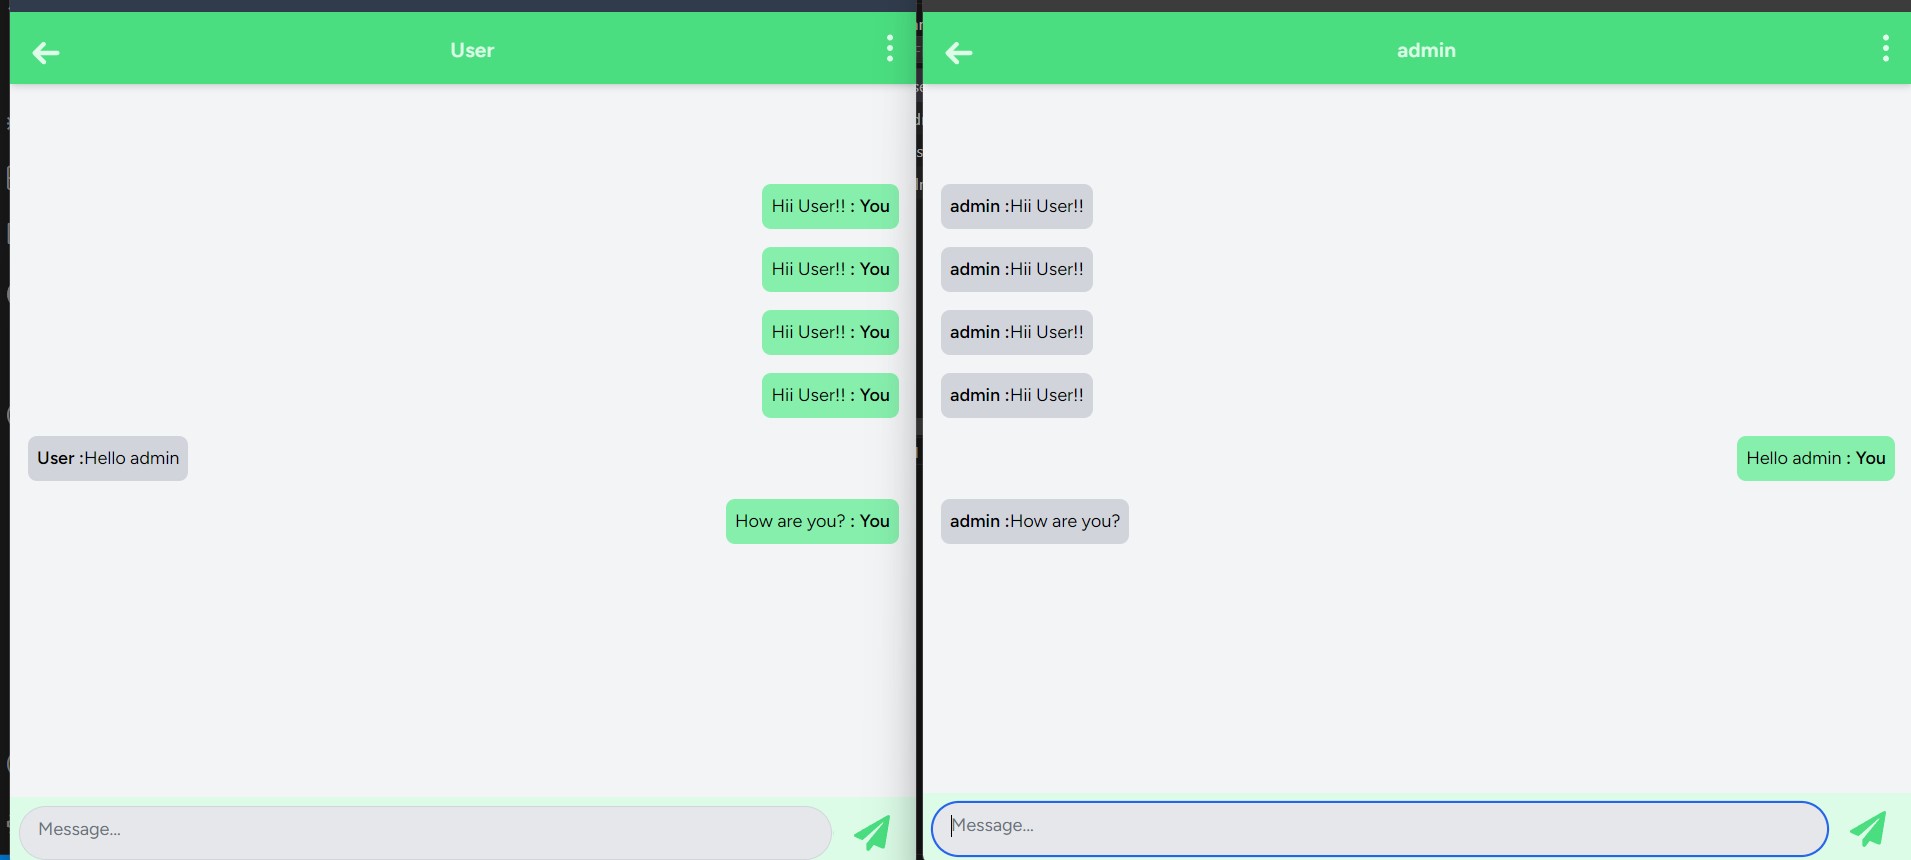 User
Hii User!! : You
Hii User!! : You
Hii User!! : You
Hii User!! : You
User :Hello admin
How are you? : You
Message...
admin
admin :Hii User!!
admin :Hii User!!
admin :Hii User!!
admin :Hii User!!
Hello admin : You
admin :How are you?
Message...